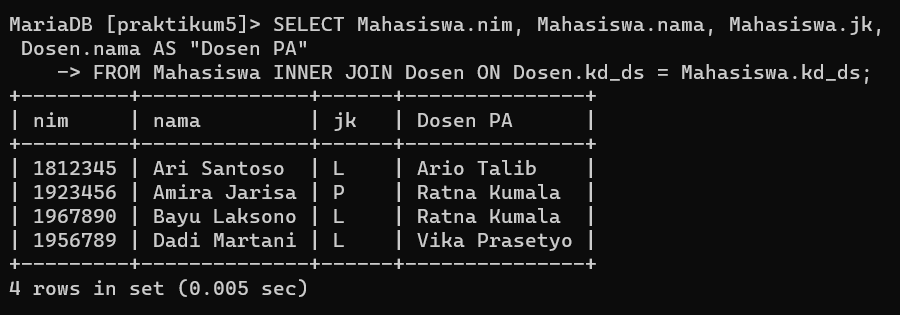 MariaDB [praktikum5]> SELECT Mahasiswa.nim, Mahasiswa.nama, Mahasiswa.jk,
 Dosen.nama AS "Dosen PA"
    -> FROM Mahasiswa INNER JOIN Dosen ON Dosen.kd_ds = Mahasiswa.kd_ds;
+---------+--------------+------+---------------+
| nim     | nama         | jk   | Dosen PA      |
+---------+--------------+------+---------------+
| 1812345 | Ari Santoso  | L    | Ario Talib    |
| 1923456 | Amira Jarisa | P    | Ratna Kumala  |
| 1967890 | Bayu Laksono | L    | Ratna Kumala  |
| 1956789 | Dadi Martani | L    | Vika Prasetyo |
+---------+--------------+------+---------------+
4 rows in set (0.005 sec)